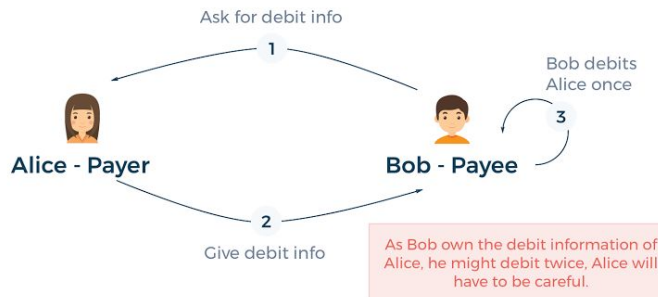 Ask for debit info
1
Bob debits
Alice once
3
Alice - Payer
Bob - Payee
2
Give debit info
As Bob own the debit information of
Alice, he might debit twice, Alice will
have to be careful.